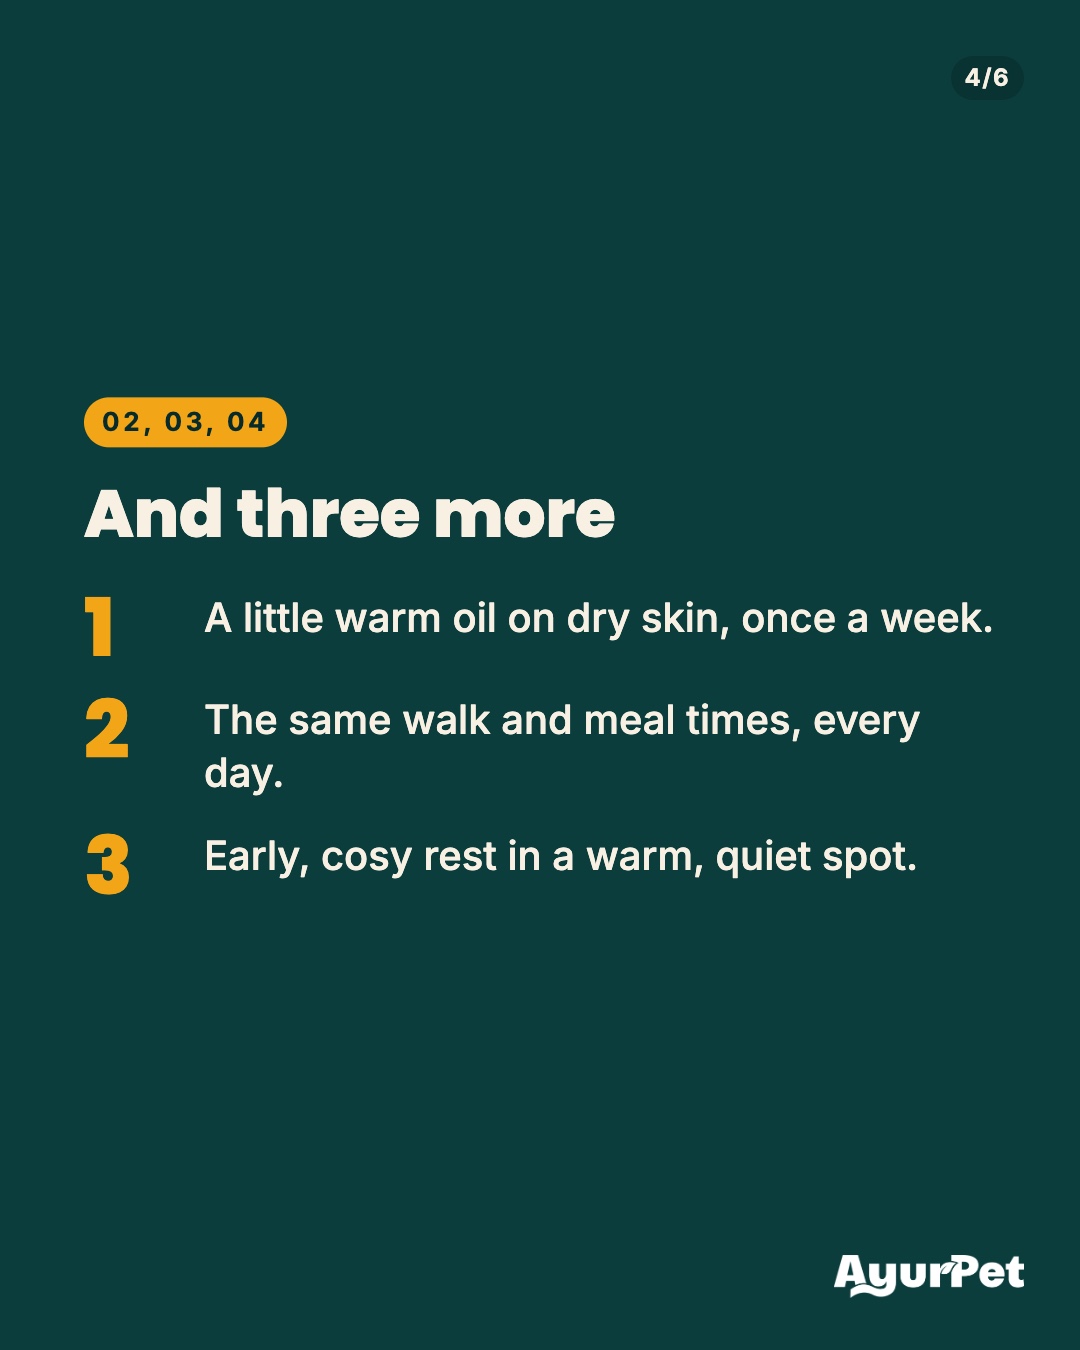 4/6
02, 03, 04
And three more
1 A little warm oil on dry skin, once a week.
2 The same walk and meal times, every
day.
3 Early, cosy rest in a warm, quiet spot.
AyurPet